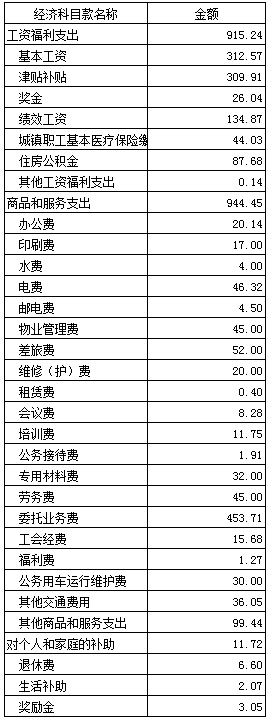 经济科目款名称 金额
工资福利支出 915.24
基本工资 312.57
津贴补贴 309.91
奖金 26.04
绩效工资 134.87
城镇职工基本医疗保险缴 44.03
住房公积金 87.68
其他工资福利支出 0.14
商品和服务支出 944.45
办公费 20.14
印刷费 17.00
水费 4.00
电费 46.32
邮电费 4.50
物业管理费 45.00
差旅费 52.00
维修（护）费 20.00
租赁费 0.40
会议费 8.28
培训费 11.75
公务接待费 1.91
专用材料费 32.00
劳务费 45.00
委托业务费 453.71
工会经费 15.68
福利费 1.27
公务用车运行维护费 30.00
其他交通费用 36.05
其他商品和服务支出 99.44
对个人和家庭的补助 11.72
退休费 6.60
生活补助 2.07
奖励金 3.05